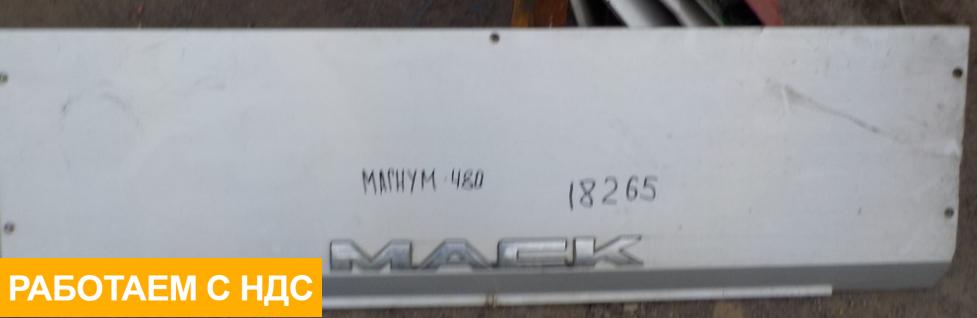 МАГНУМ·480
18265
MACK
РАБОТАЕМ С НДС